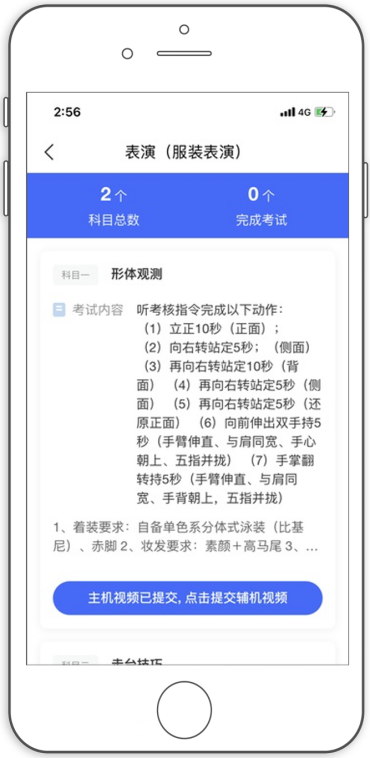 2:56
4G
表演（服装表演）
2个
0个
科目总数
完成考试
科目一
形体观测
考试内容
听考核指令完成以下动作：
（1）立正10秒（正面）；
（2）向右转站定5秒；（侧面）
（3）再向右转站定10秒（背
面）（4）再向右转站定5秒（侧
面）（5）再向右转站定5秒（还
原正面）（6）向前伸出双手持5
秒（手臂伸直、与肩同宽、手心
朝上、五指并拢）（7）手掌翻
转持5秒（手臂伸直、与肩同
宽、手背朝上，五指并拢）
1、着装要求：自备单色系分体式泳装（比基
尼）、赤脚 2、妆发要求：素颜＋高马尾 3、...
主机视频已提交, 点击提交辅机视频
科目二
走台技巧